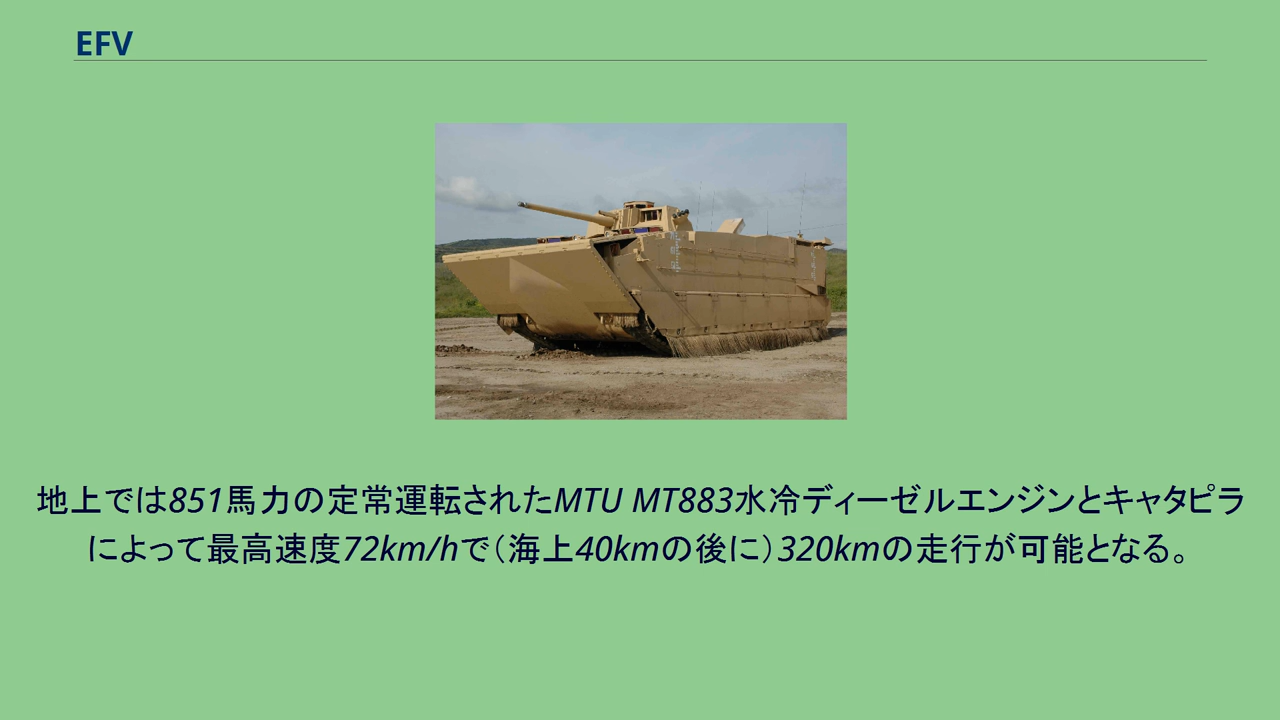 EFV
地上では851馬力の定常運転されたMTU MT883水冷ディーゼルエンジンとキャタピラ
によって最高速度72km/hで（海上40kmの後に）320kmの走行が可能となる。